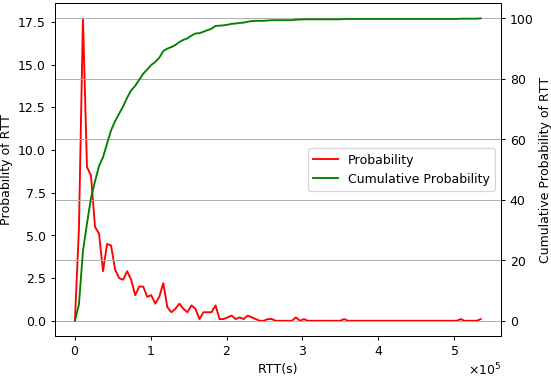 17.5
15.0
12.5
10.0
7.5
5.0
2.5
0.0
Probability of RTT
100
80
60
40
20
0
Cumulative Probability of RTT
Probability
Cumulative Probability
0 1 2 3 4 5
RTT(s)
×10⁵